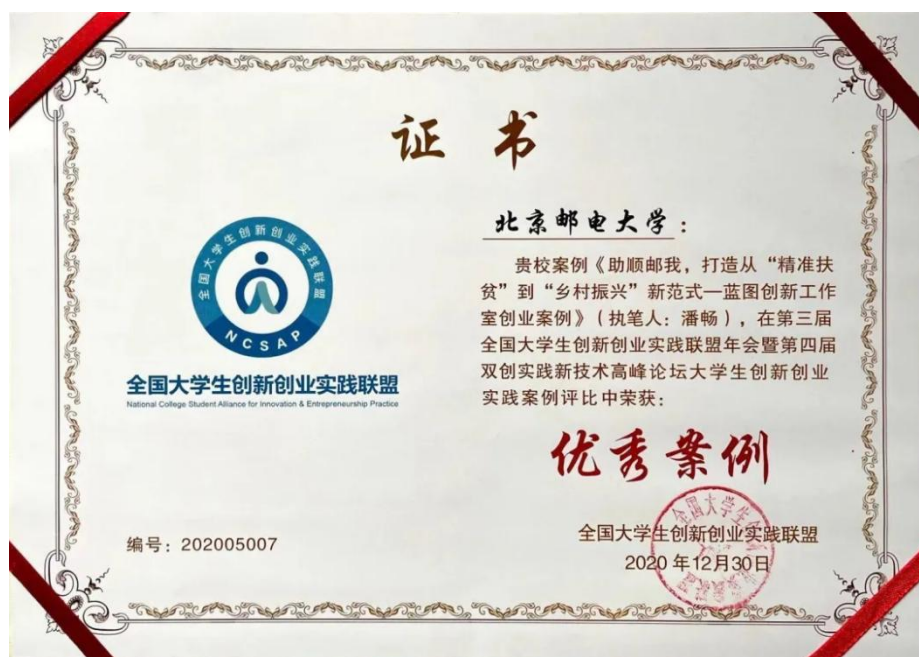 证 书
全国大学生创新创业实践联盟
NCSAP
全国大学生创新创业实践联盟
National College Student Alliance for Innovation & Entrepreneurship Practice
编号：202005007
北京邮电大学：
贵校案例《助顺邮我，打造从“精准扶
贫”到“乡村振兴”新范式—蓝图创新工作
室创业案例》（执笔人：潘畅），在第三届
全国大学生创新创业实践联盟年会暨第四届
双创实践新技术高峰论坛大学生创新创业
实践案例评比中荣获：
优秀案例
全国大学生创新创业实践联盟
2020 年12月30日